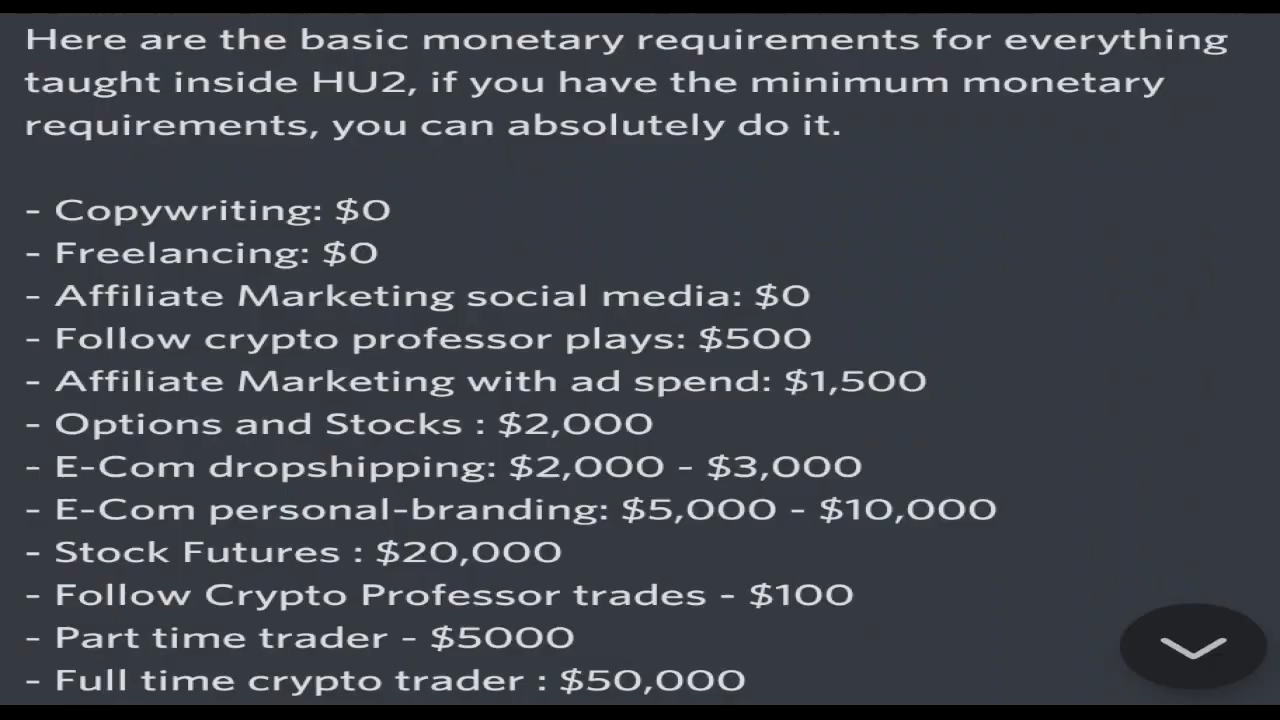 Here are the basic monetary requirements for everything
taught inside HU2, if you have the minimum monetary
requirements, you can absolutely do it.
- Copywriting: $0
- Freelancing: $0
- Affiliate Marketing social media: $0
- Follow crypto professor plays: $500
- Affiliate Marketing with ad spend: $1,500
- Options and Stocks : $2,000
- E-Com dropshipping: $2,000 - $3,000
- E-Com personal-branding: $5,000 - $10,000
- Stock Futures : $20,000
- Follow Crypto Professor trades - $100
- Part time trader - $5000
- Full time crypto trader : $50,000